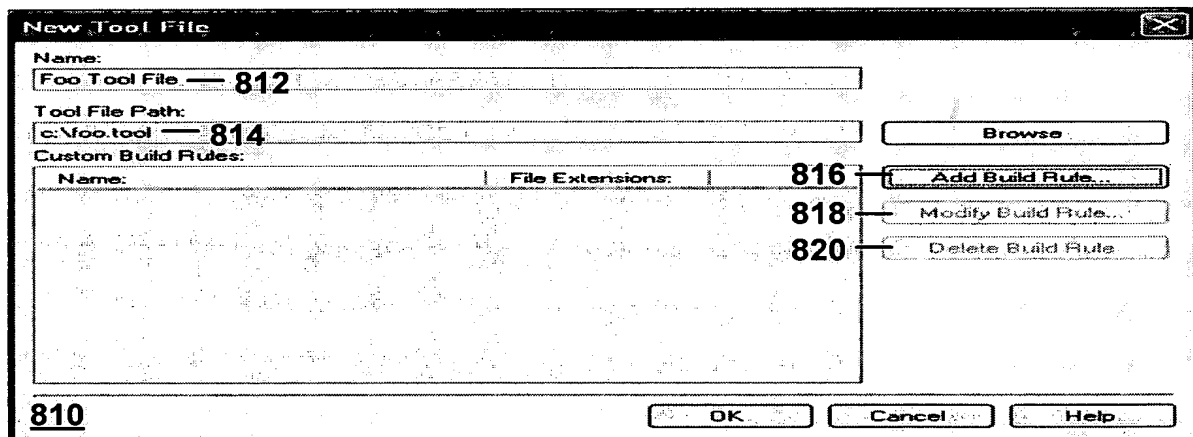 New Tool File
Name:
Foo Tool File 812
Tool File Path:
c:\foo.tool 814 Browse
Custom Build Rules:
Name: File Extensions: 816 Add Build Rule...
818 Modify Build Rule...
820 Delete Build Rule
810 OK Cancel Help